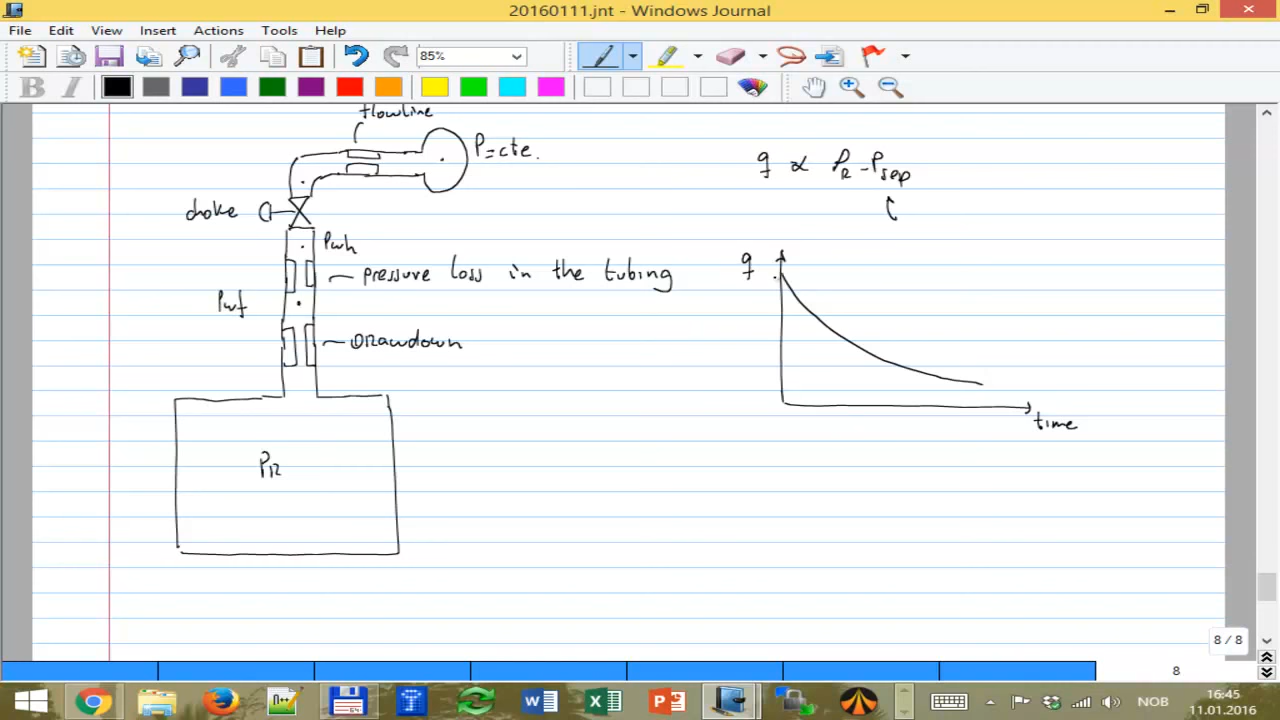 20160111.jnt - Windows Journal
File Edit View Insert Actions Tools Help
85%
B I
flowline
P=cte.
q ∝ PR - Psep
choke
Pwh
pressure loss in the tubing
q
Pwf
Drawdown
time
PR
8 / 8
8
64
NOB
16:45
11.01.2016